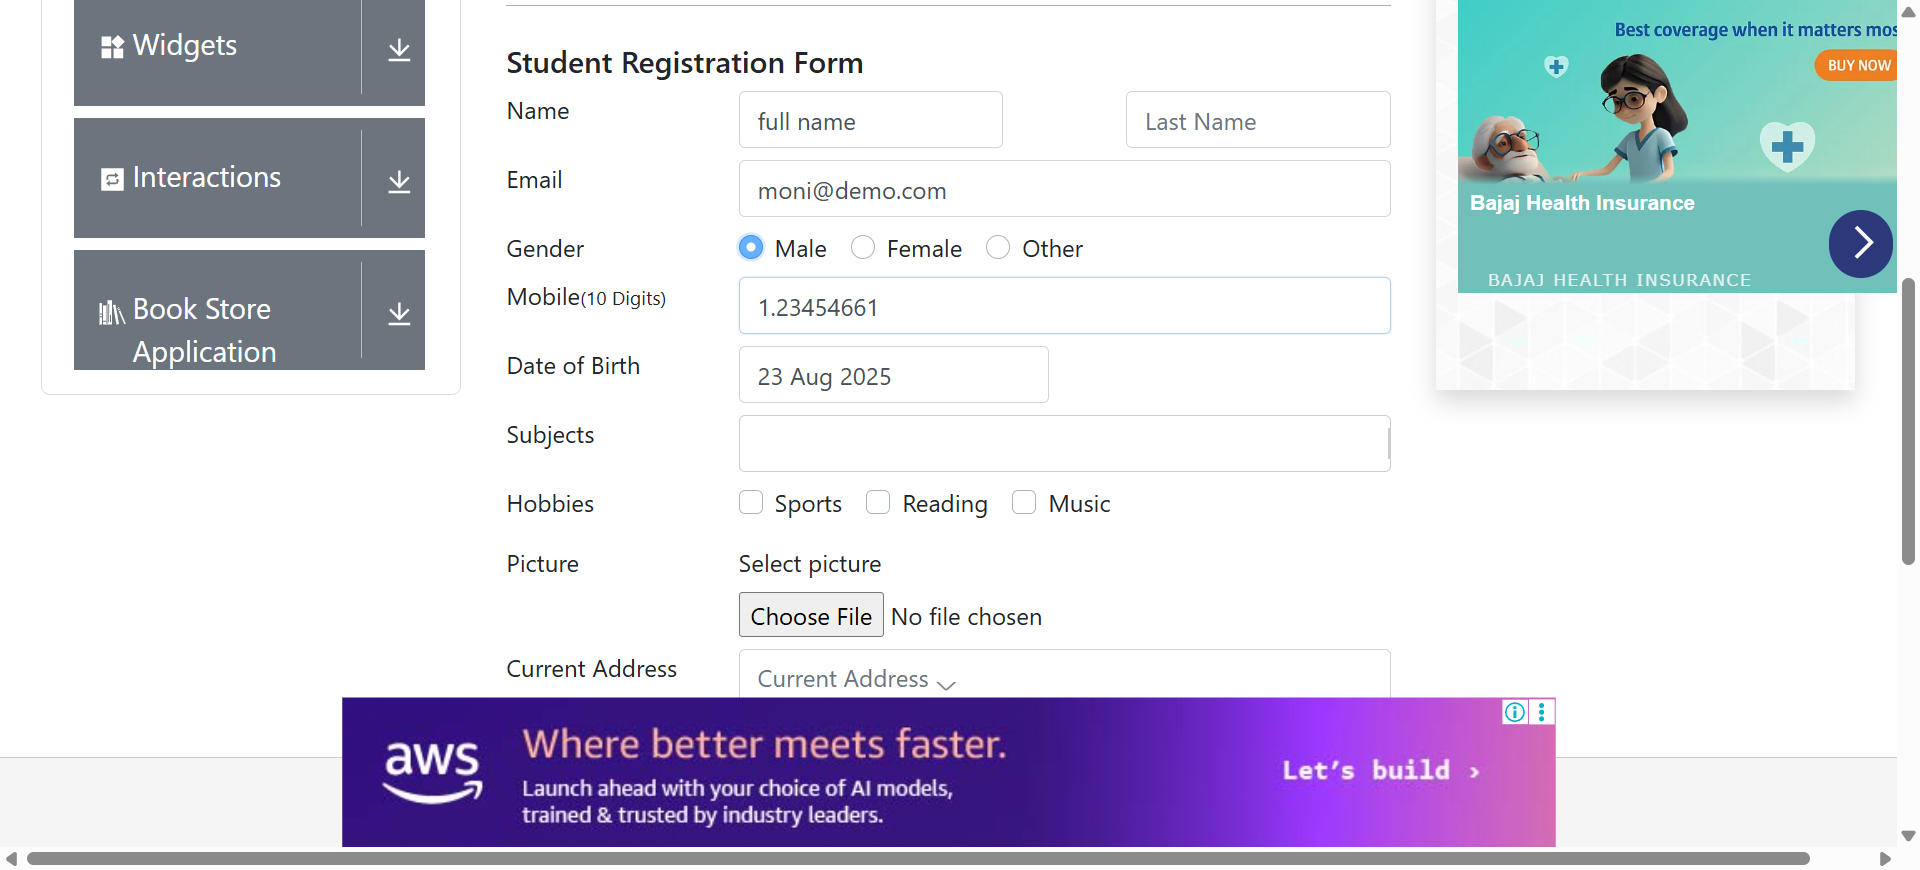 Widgets
Interactions
Book Store
Application
Student Registration Form
Name
full name
Last Name
Email
moni@demo.com
Gender
Male
Female
Other
Mobile(10 Digits)
1.23454661
Date of Birth
23 Aug 2025
Subjects
Hobbies
Sports
Reading
Music
Picture
Select picture
Choose File
No file chosen
Current Address
Current Address
Best coverage when it matters mos
BUY NOW
Bajaj Health Insurance
BAJAJ HEALTH INSURANCE
aws
Where better meets faster.
Launch ahead with your choice of AI models,
trained & trusted by industry leaders.
Let's build ›